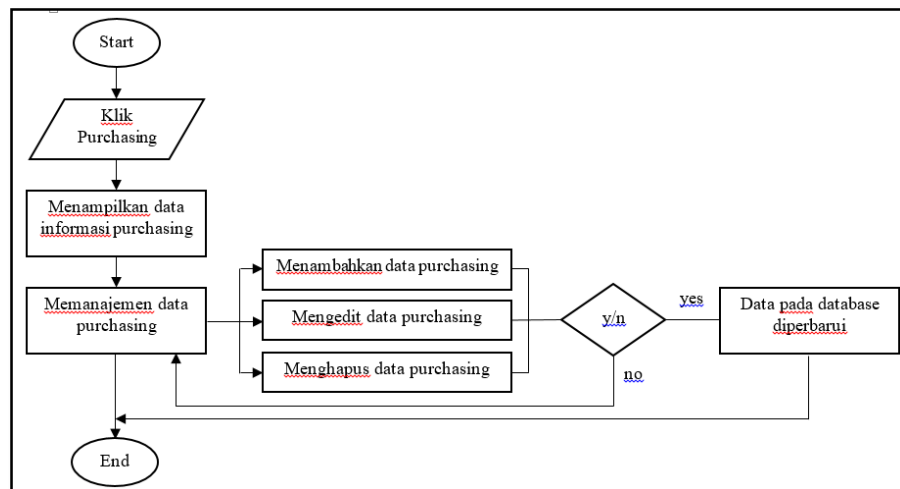 Start
Klik
Purchasing
Menampilkan data
informasi purchasing
Memanajemen data
purchasing
Menambahkan data purchasing
Mengedit data purchasing
Menghapus data purchasing
y/n
yes
no
Data pada database
diperbarui
End